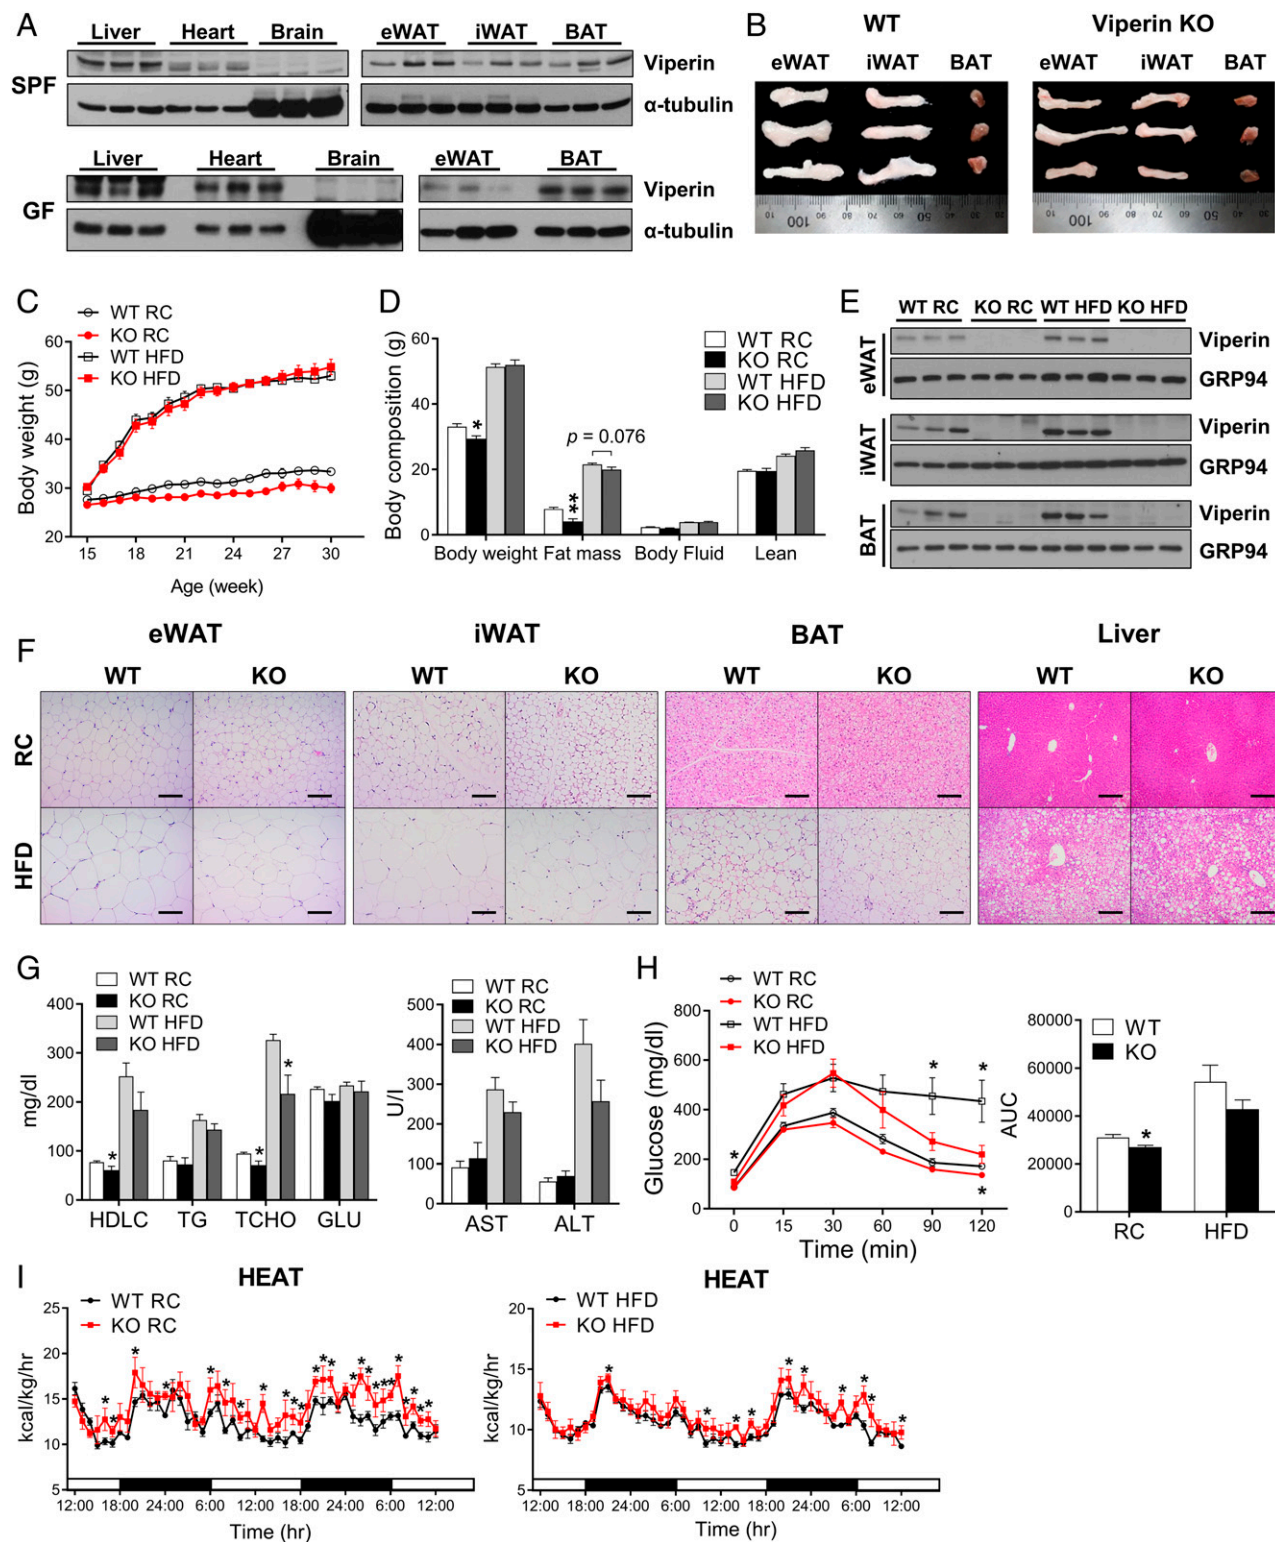 A
Liver Heart Brain eWAT iWAT BAT
SPF
Viperin
α-tubulin
Liver Heart Brain eWAT BAT
GF
Viperin
α-tubulin
B
WT Viperin KO
eWAT iWAT BAT eWAT iWAT BAT
C
WT RC
KO RC
WT HFD
KO HFD
Body weight (g)
60
50
40
30
20
15 18 21 24 27 30
Age (week)
D
WT RC
KO RC
WT HFD
KO HFD
Body composition (g)
60
40
20
0
p = 0.076
*
**
Body weight Fat mass Body Fluid Lean
E
WT RC KO RC WT HFD KO HFD
eWAT
Viperin
GRP94
iWAT
Viperin
GRP94
BAT
Viperin
GRP94
F
eWAT iWAT BAT Liver
WT KO WT KO WT KO WT KO
RC
HFD
G
WT RC
KO RC
WT HFD
KO HFD
mg/dl
400
300
200
100
0
* * *
HDLC TG TCHO GLU
WT RC
KO RC
WT HFD
KO HFD
U/l
500
400
300
200
100
0
AST ALT
H
WT RC
KO RC
WT HFD
KO HFD
Glucose (mg/dl)
800
600
400
200
0
* * * *
0 15 30 60 90 120
Time (min)
WT
KO
AUC
80000
60000
40000
20000
0
*
RC HFD
I
HEAT
WT RC
KO RC
kcal/kg/hr
25
20
15
10
5
12:00 18:00 24:00 6:00 12:00 18:00 24:00 6:00 12:00
Time (hr)
HEAT
WT HFD
KO HFD
kcal/kg/hr
20
15
10
5
12:00 18:00 24:00 6:00 12:00 18:00 24:00 6:00 12:00
Time (hr)